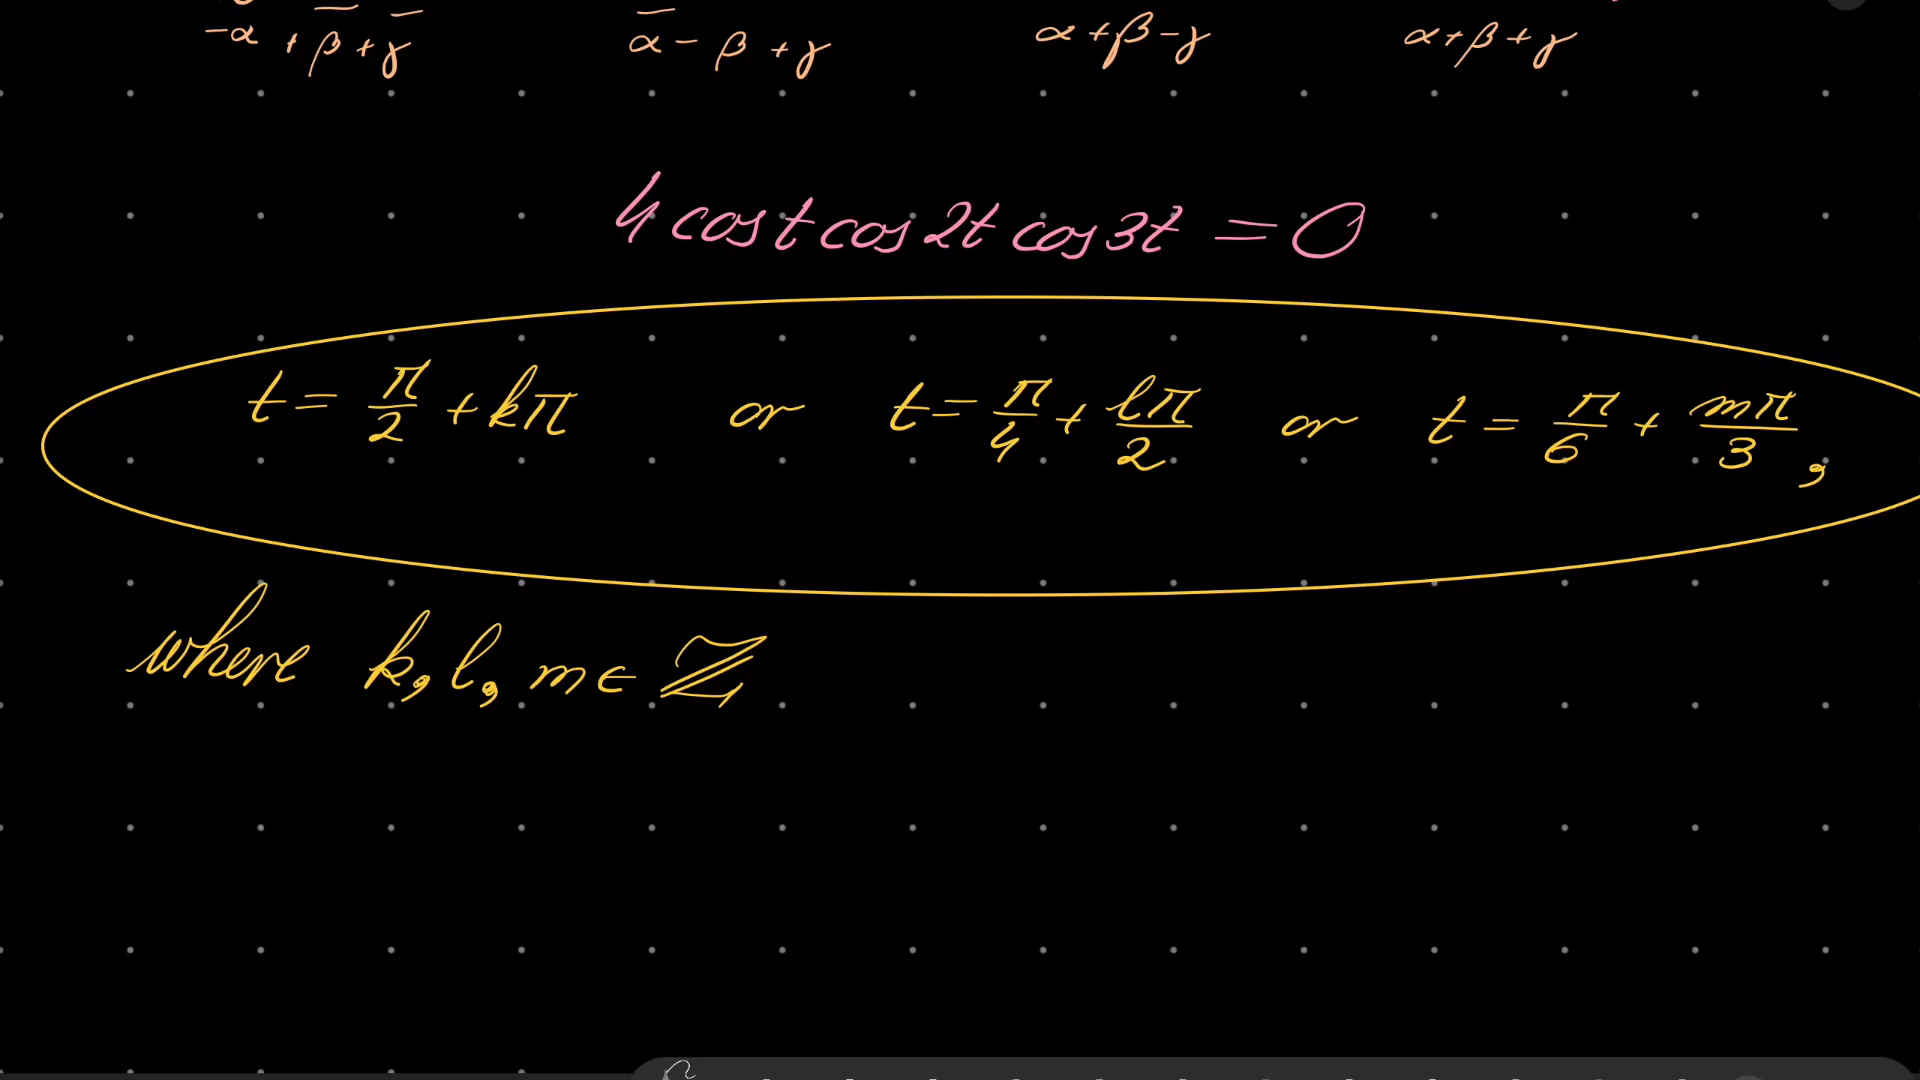 -α + β + γ   α - β + γ   α + β - γ   α + β + γ
4 cos t cos 2t cos 3t = 0
t = π/2 + kπ or t = π/4 + lπ/2 or t = π/6 + mπ/3 ,
where k, l, m ∈ ℤ